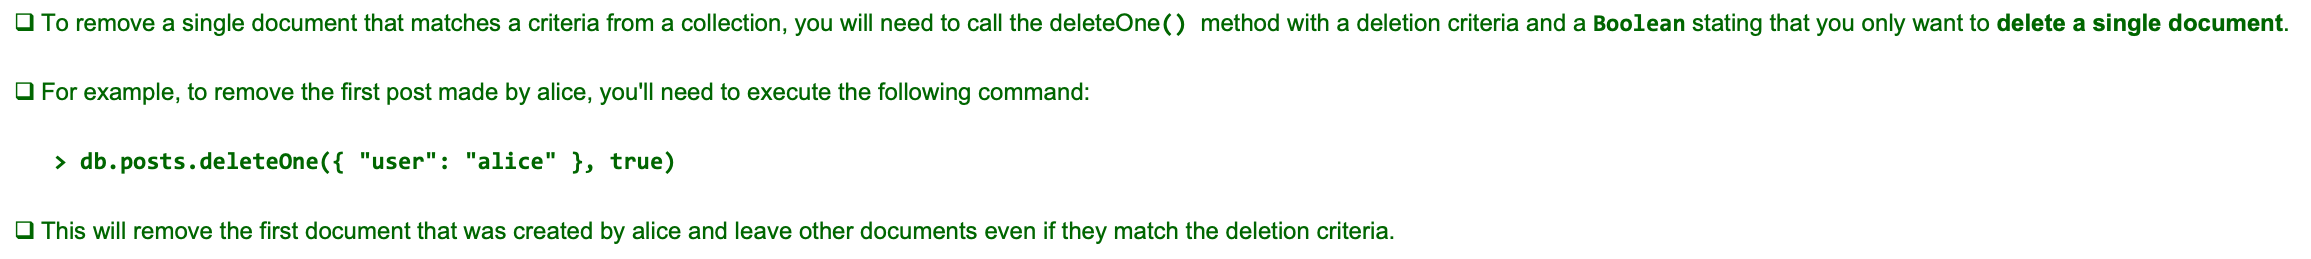 ❑ To remove a single document that matches a criteria from a collection, you will need to call the deleteOne() method with a deletion criteria and a Boolean stating that you only want to delete a single document.
❑ For example, to remove the first post made by alice, you'll need to execute the following command:
> db.posts.deleteOne({ "user": "alice" }, true)
❑ This will remove the first document that was created by alice and leave other documents even if they match the deletion criteria.